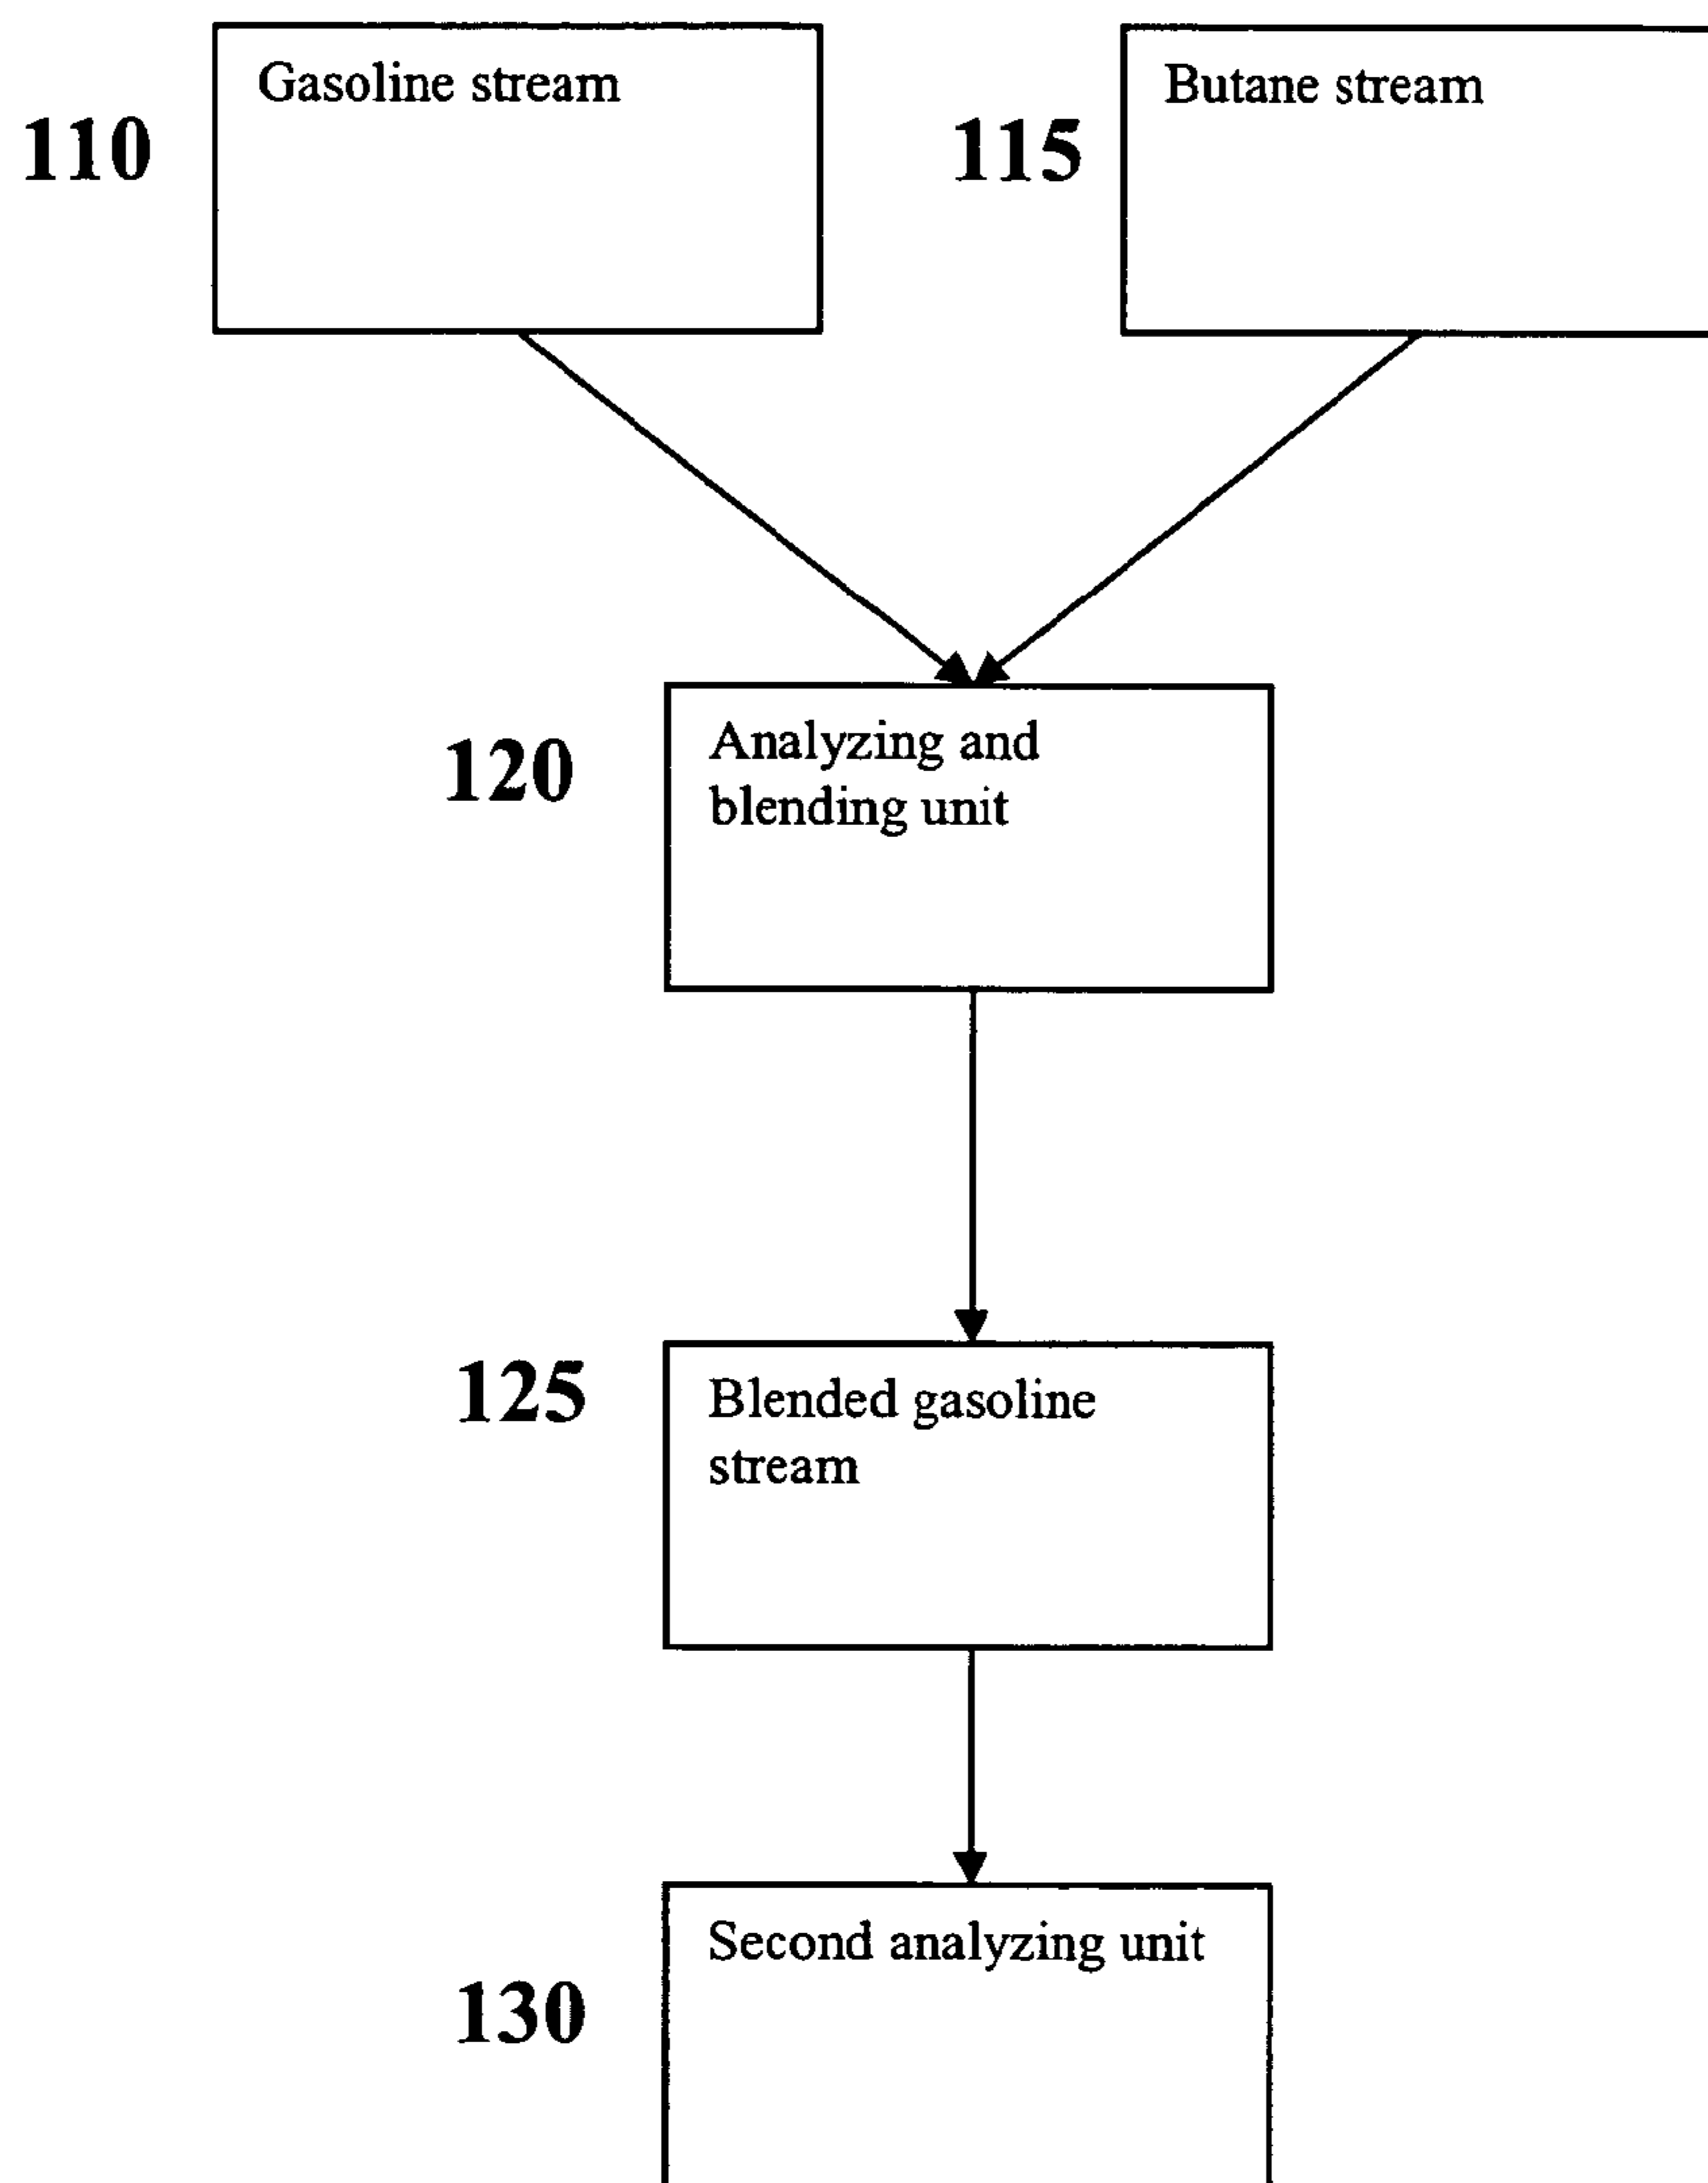 Gasoline stream
110
Butane stream
115
Analyzing and
blending unit
120
Blended gasoline
stream
125
Second analyzing unit
130